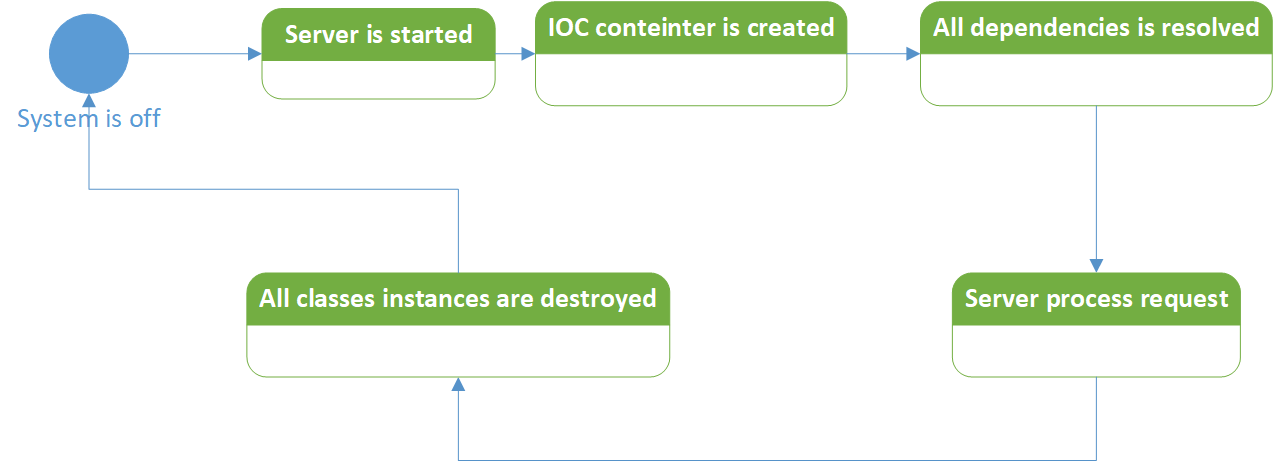 Server is started
IOC conteinter is created
All dependencies is resolved
System is off
All classes instances are destroyed
Server process request